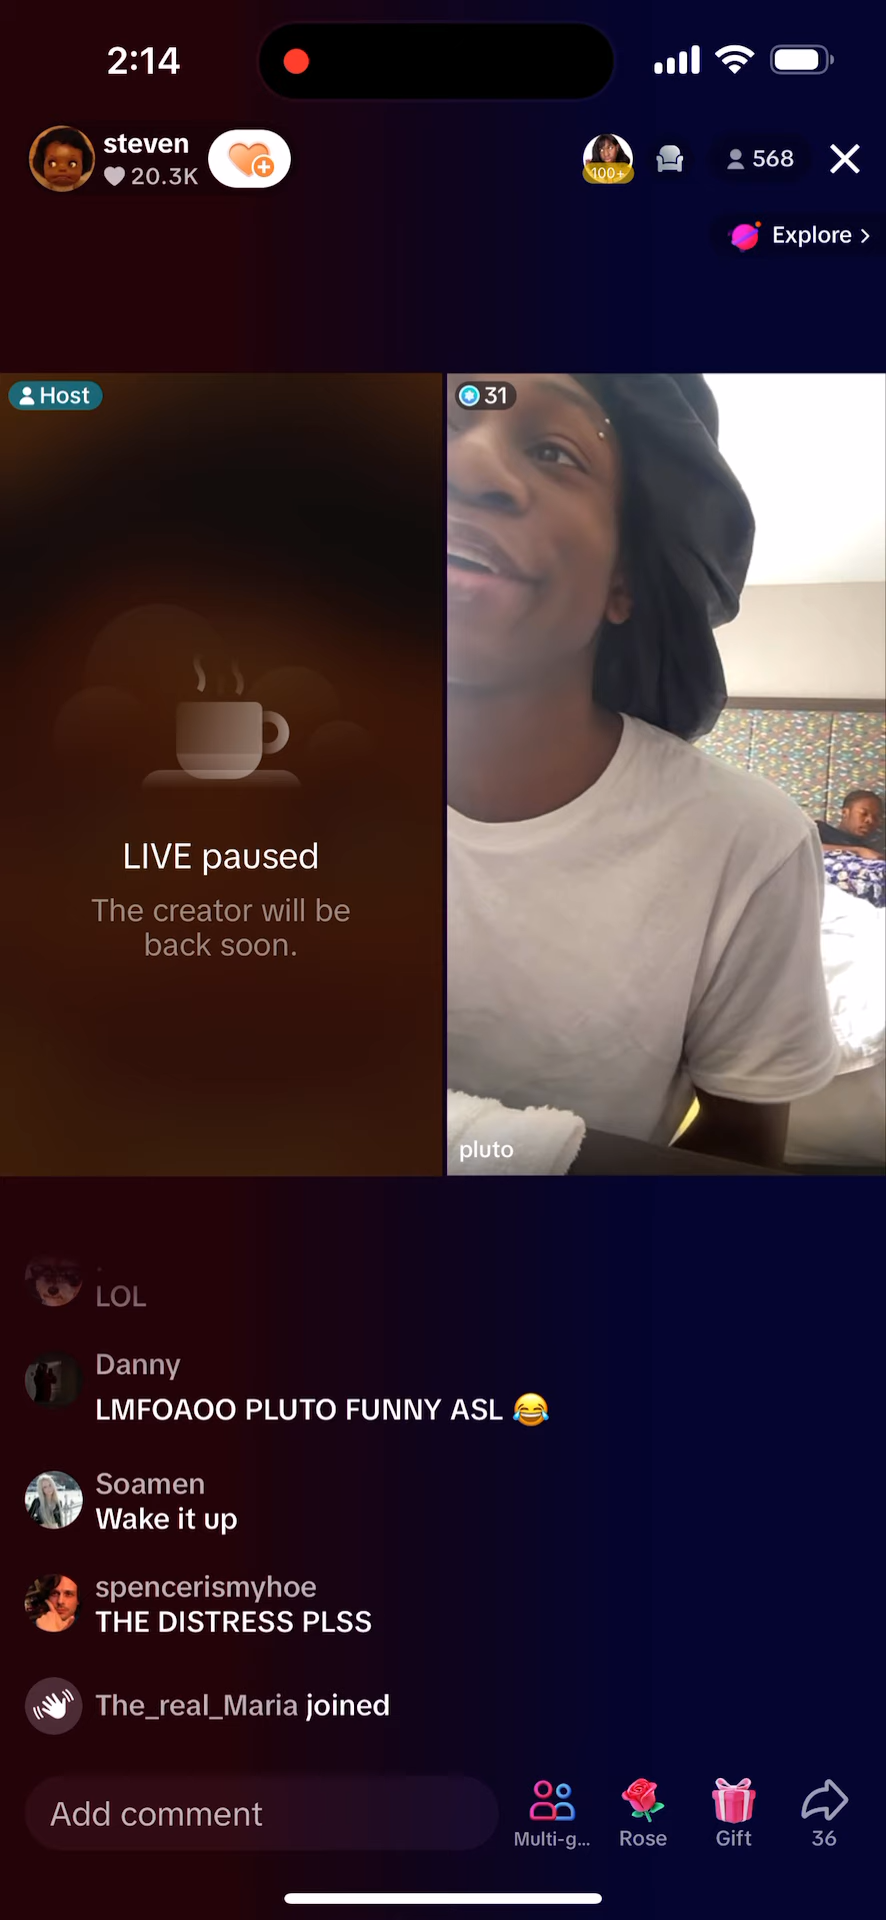 2:14
steven
20.3K
100+
568
Explore >
Host
31
LIVE paused
The creator will be
back soon.
pluto
.
LOL
Danny
LMFOAOO PLUTO FUNNY ASL 😂
Soamen
Wake it up
spencerismyhoe
THE DISTRESS PLSS
The_real_Maria joined
Add comment
Multi-g...
Rose
Gift
36